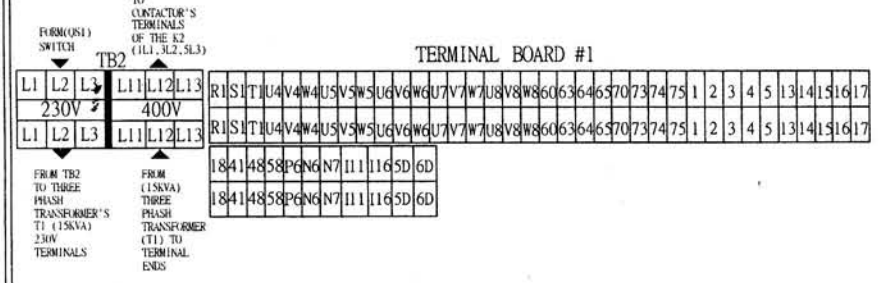 TO
CONTACTOR'S
TERMINALS
OF THE K2
(1L1,3L2,5L3)
FORM(QS1)
SWITCH
TB2
TERMINAL BOARD #1
L1 L2 L3 L11 L12 L13
230V 400V
L1 L2 L3 L11 L12 L13
R1 S1 T1 U4 V4 W4 U5 V5 W5 U6 V6 W6 U7 V7 W7 U8 V8 W8 60 63 64 65 70 73 74 75 1 2 3 4 5 13 14 15 16 17
R1 S1 T1 U4 V4 W4 U5 V5 W5 U6 V6 W6 U7 V7 W7 U8 V8 W8 60 63 64 65 70 73 74 75 1 2 3 4 5 13 14 15 16 17
18 41 48 58 P6 N6 N7 I11 I16 5D 6D
18 41 48 58 P6 N6 N7 I11 I16 5D 6D
FROM TB2
TO THREE
PHASH
TRANSFORMER'S
T1 (15KVA)
230V
TERMINALS
FROM
(15KVA)
THREE
PHASH
TRANSFORMER
(T1) TO
TERMINAL
ENDS